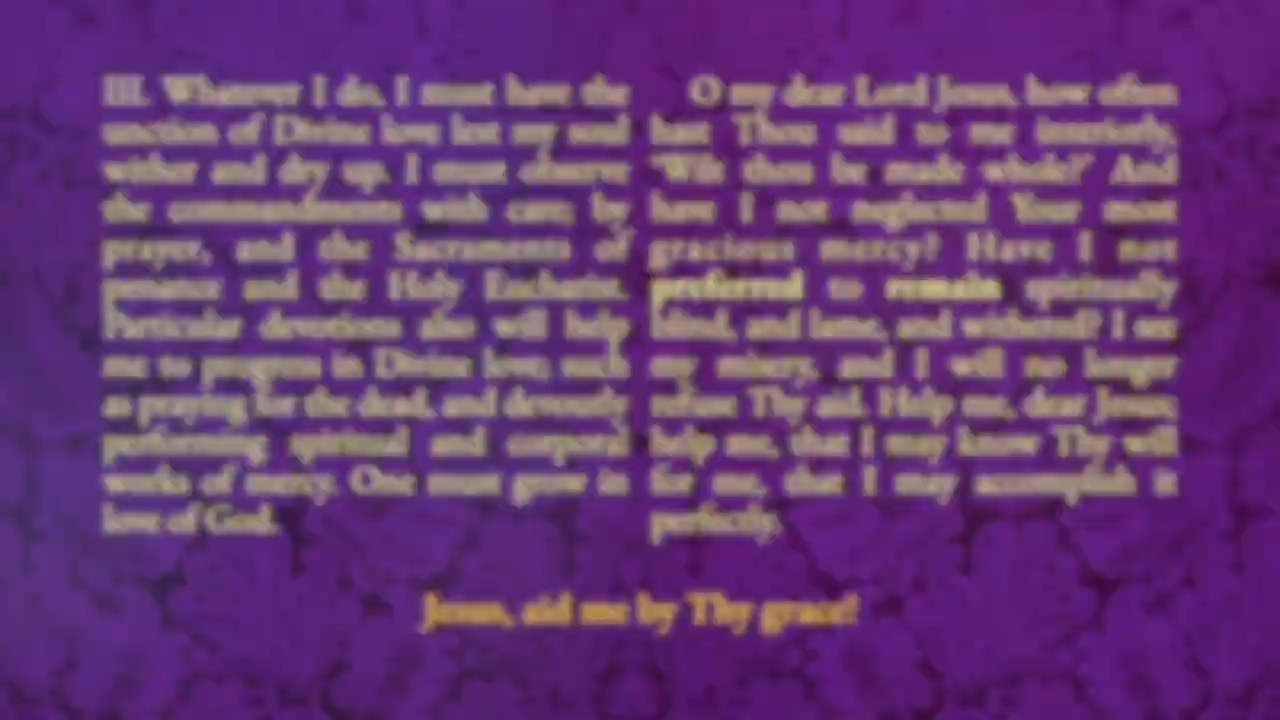 III. Whatever I do, I must have the
unction of Divine love lest my soul
wither and dry up. I must observe
the commandments with care, by
prayer, and the Sacraments of
penance and the Holy Eucharist.
Particular devotions also will help
me to progress in Divine love, such
as praying for the dead, and devoutly
performing spiritual and corporal
works of mercy. One must grow in
love of God.
O my dear Lord Jesus, how often
hast Thou said to me interiorly,
"Wilt thou be made whole?" And
have I not neglected Your most
gracious mercy? Have I not
preferred to remain spiritually
blind, and lame, and withered? I see
my misery, and I will no longer
refuse Thy aid. Help me, dear Jesus;
help me, that I may know Thy will
for me, that I may accomplish it
perfectly.
Jesus, aid me by Thy grace!